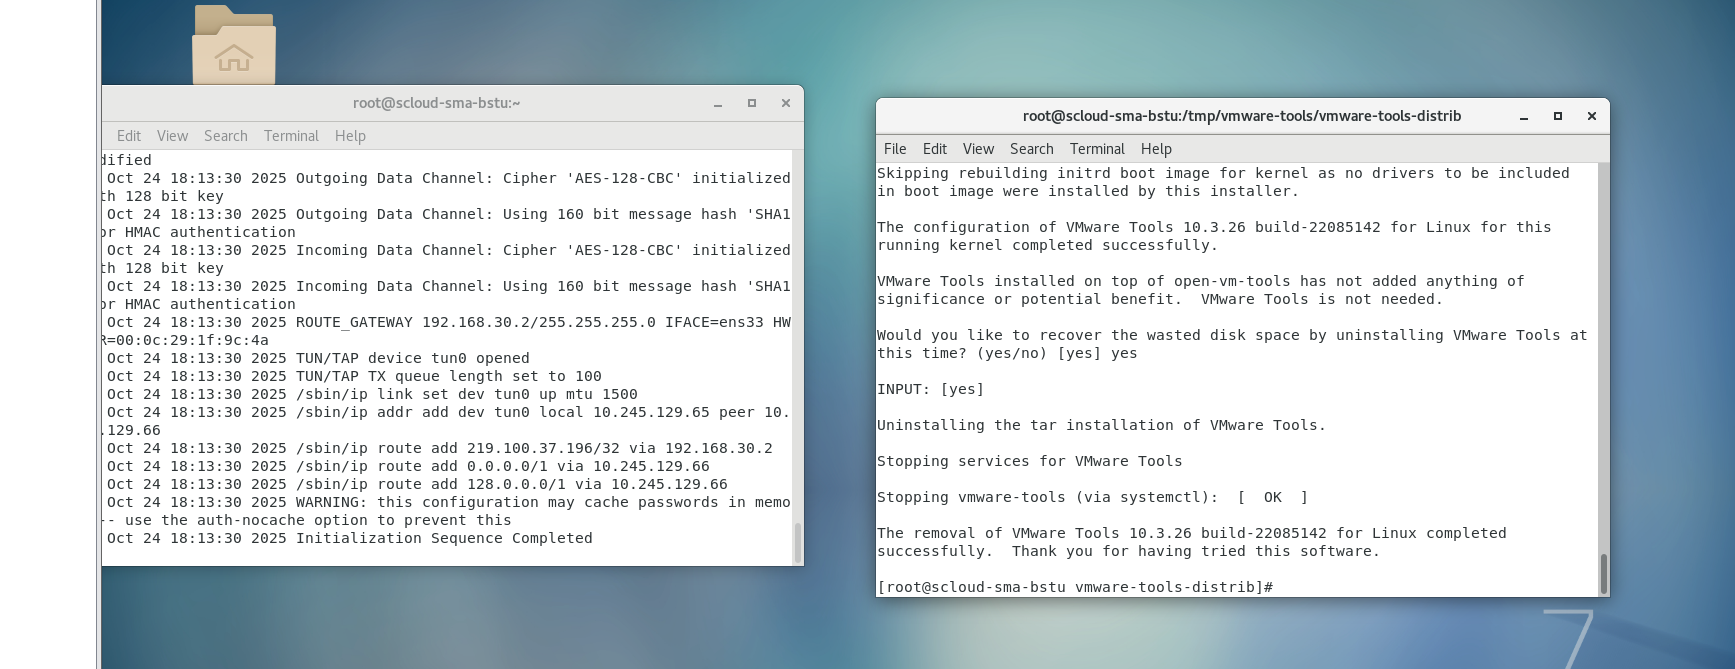 root@scloud-sma-bstu:~
Edit View Search Terminal Help
dified
Oct 24 18:13:30 2025 Outgoing Data Channel: Cipher 'AES-128-CBC' initialized
th 128 bit key
Oct 24 18:13:30 2025 Outgoing Data Channel: Using 160 bit message hash 'SHA1
or HMAC authentication
Oct 24 18:13:30 2025 Incoming Data Channel: Cipher 'AES-128-CBC' initialized
th 128 bit key
Oct 24 18:13:30 2025 Incoming Data Channel: Using 160 bit message hash 'SHA1
or HMAC authentication
Oct 24 18:13:30 2025 ROUTE_GATEWAY 192.168.30.2/255.255.255.0 IFACE=ens33 HW
R=00:0c:29:1f:9c:4a
Oct 24 18:13:30 2025 TUN/TAP device tun0 opened
Oct 24 18:13:30 2025 TUN/TAP TX queue length set to 100
Oct 24 18:13:30 2025 /sbin/ip link set dev tun0 up mtu 1500
Oct 24 18:13:30 2025 /sbin/ip addr add dev tun0 local 10.245.129.65 peer 10.
.129.66
Oct 24 18:13:30 2025 /sbin/ip route add 219.100.37.196/32 via 192.168.30.2
Oct 24 18:13:30 2025 /sbin/ip route add 0.0.0.0/1 via 10.245.129.66
Oct 24 18:13:30 2025 /sbin/ip route add 128.0.0.0/1 via 10.245.129.66
Oct 24 18:13:30 2025 WARNING: this configuration may cache passwords in memo
-- use the auth-nocache option to prevent this
Oct 24 18:13:30 2025 Initialization Sequence Completed
root@scloud-sma-bstu:/tmp/vmware-tools/vmware-tools-distrib
File Edit View Search Terminal Help
Skipping rebuilding initrd boot image for kernel as no drivers to be included
in boot image were installed by this installer.
The configuration of VMware Tools 10.3.26 build-22085142 for Linux for this
running kernel completed successfully.
VMware Tools installed on top of open-vm-tools has not added anything of
significance or potential benefit.  VMware Tools is not needed.
Would you like to recover the wasted disk space by uninstalling VMware Tools at
this time? (yes/no) [yes] yes
INPUT: [yes]
Uninstalling the tar installation of VMware Tools.
Stopping services for VMware Tools
Stopping vmware-tools (via systemctl):  [  OK  ]
The removal of VMware Tools 10.3.26 build-22085142 for Linux completed
successfully.  Thank you for having tried this software.
[root@scloud-sma-bstu vmware-tools-distrib]#
7